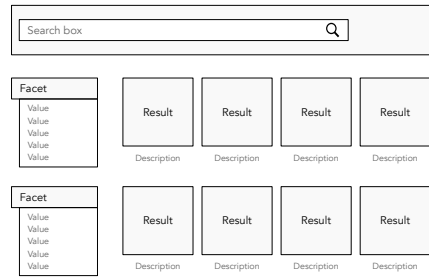 Search box
Facet
Value
Value
Value
Value
Value
Result Result Result Result
Description Description Description Description
Facet
Value
Value
Value
Value
Value
Result Result Result Result
Description Description Description Description